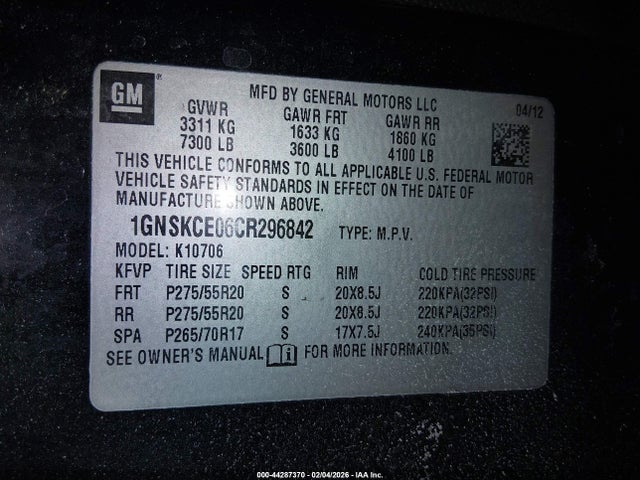 GM ®
MFD BY GENERAL MOTORS LLC 04/12
GVWR GAWR FRT GAWR RR
3311 KG 1633 KG 1860 KG
7300 LB 3600 LB 4100 LB
THIS VEHICLE CONFORMS TO ALL APPLICABLE U.S. FEDERAL MOTOR
VEHICLE SAFETY STANDARDS IN EFFECT ON THE DATE OF
MANUFACTURE SHOWN ABOVE.
1GNSKCE06CR296842 TYPE: M.P.V.
MODEL: K10706
KFVP TIRE SIZE SPEED RTG RIM COLD TIRE PRESSURE
FRT P275/55R20 S 20X8.5J 220KPA(32PSI)
RR P275/55R20 S 20X8.5J 220KPA(32PSI)
SPA P265/70R17 S 17X7.5J 240KPA(35PSI)
SEE OWNER'S MANUAL i FOR MORE INFORMATION.
000-44287370 - 02/04/2026 - IAA Inc.